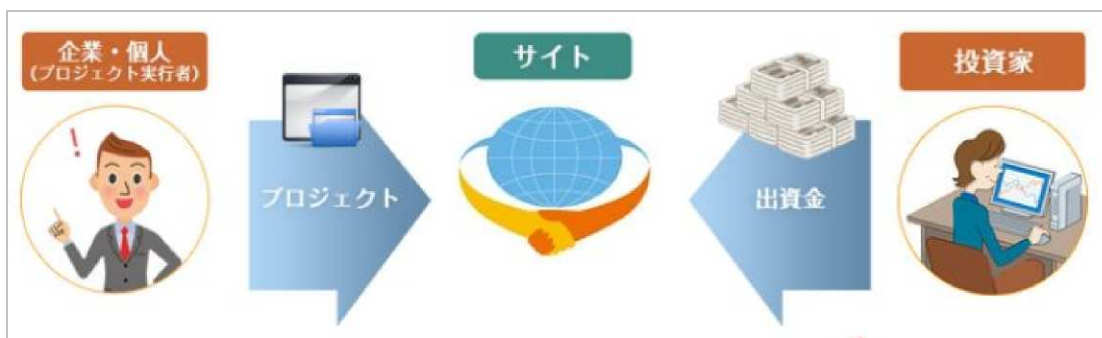 企業・個人
(プロジェクト実行者)
サイト
投資家
プロジェクト
出資金